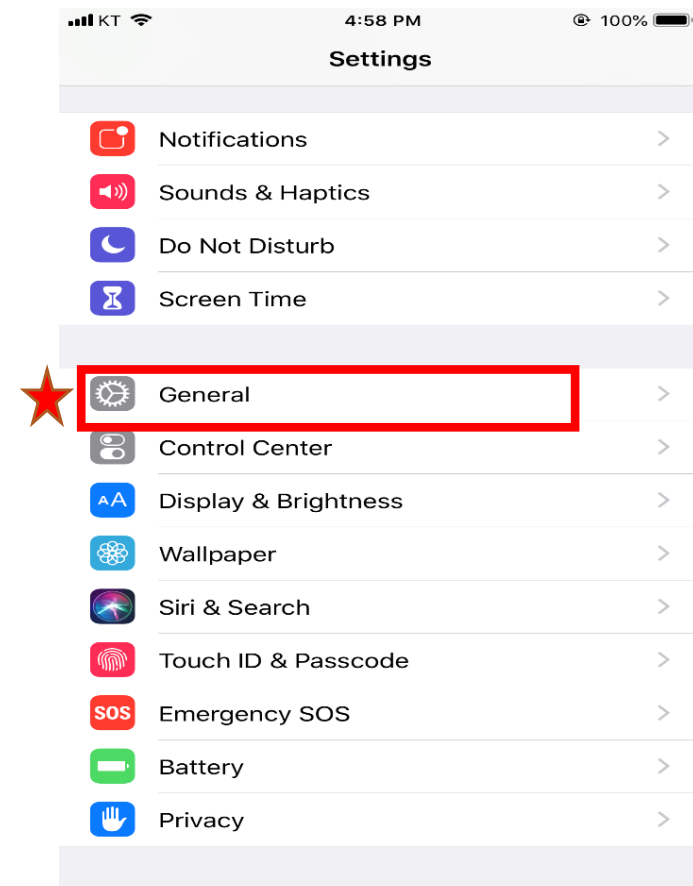 KT 4:58 PM 100%
Settings
Notifications
Sounds & Haptics
Do Not Disturb
Screen Time
General
Control Center
AA Display & Brightness
Wallpaper
Siri & Search
Touch ID & Passcode
SOS Emergency SOS
Battery
Privacy